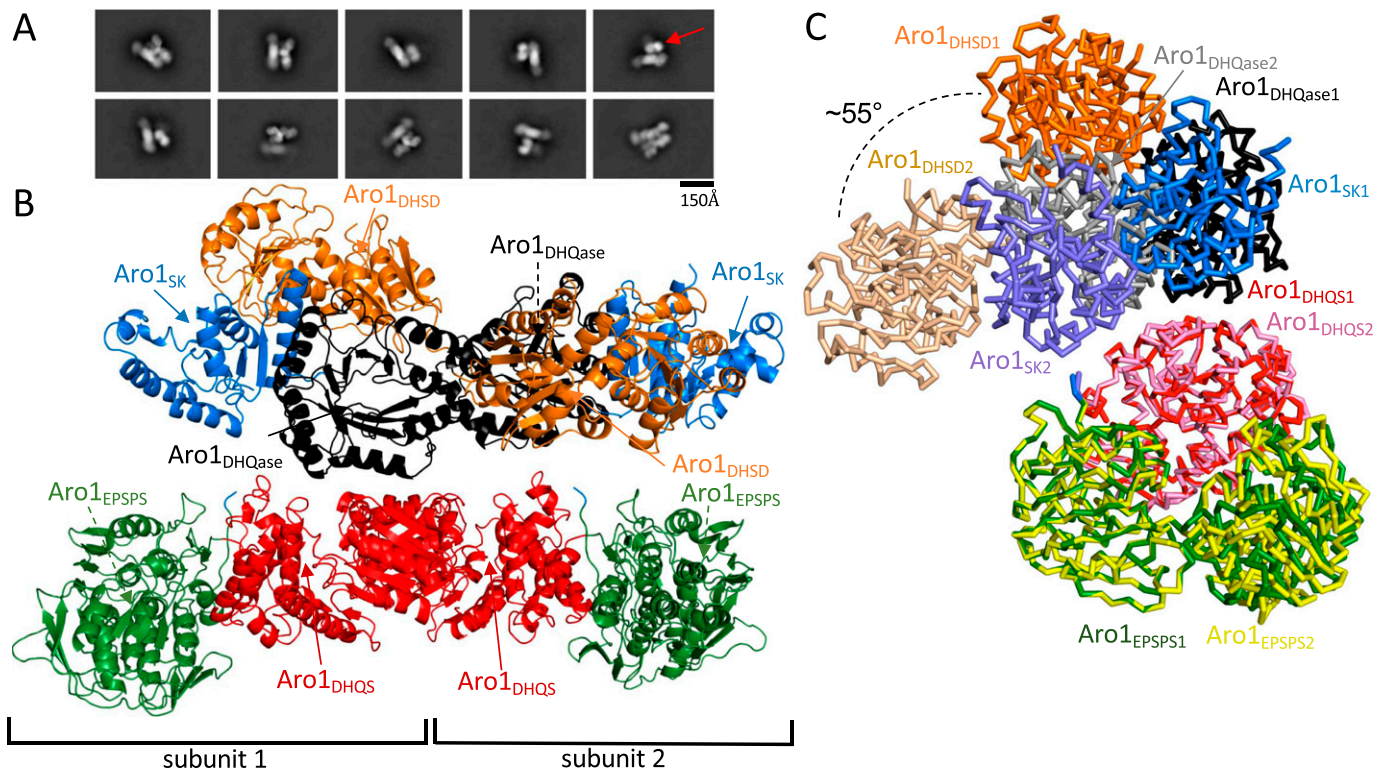 A
150Å
B
Aro1DHSD
Aro1DHQase
Aro1SK
Aro1SK
Aro1DHQase
Aro1DHSD
Aro1EPSPS
Aro1EPSPS
Aro1DHQS
Aro1DHQS
subunit 1
subunit 2
C
Aro1DHSD1
Aro1DHQase2
Aro1DHQase1
~55°
Aro1DHSD2
Aro1SK1
Aro1DHQS1
Aro1DHQS2
Aro1SK2
Aro1EPSPS1
Aro1EPSPS2